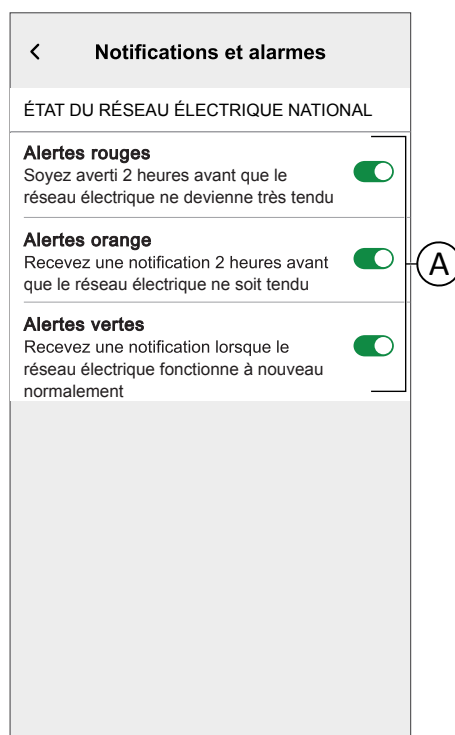 Notifications et alarmes
ÉTAT DU RÉSEAU ÉLECTRIQUE NATIONAL
Alertes rouges
Soyez averti 2 heures avant que le
réseau électrique ne devienne très tendu
Alertes orange
Recevez une notification 2 heures avant
que le réseau électrique ne soit tendu
A
Alertes vertes
Recevez une notification lorsque le
réseau électrique fonctionne à nouveau
normalement